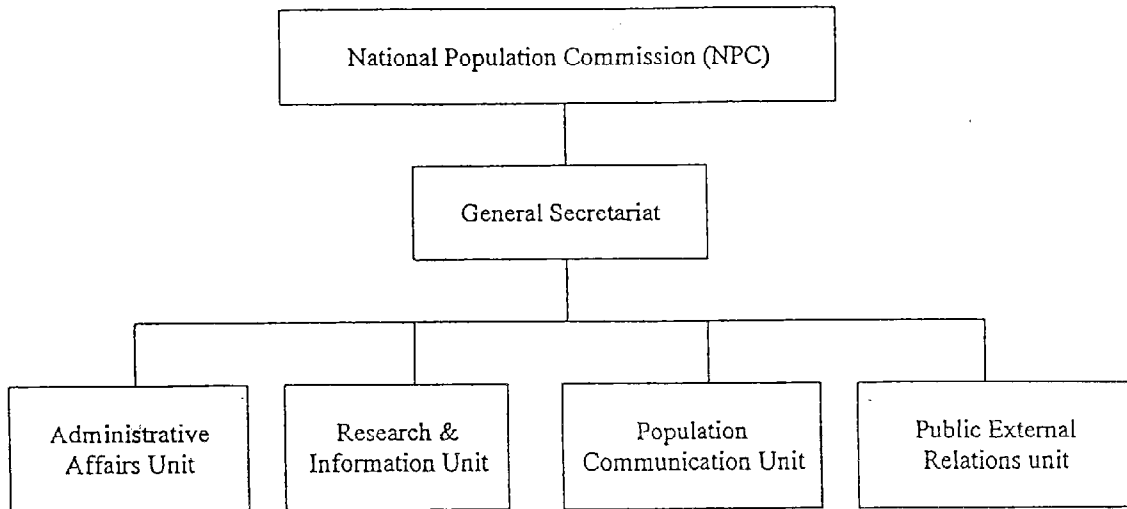 National Population Commission (NPC)
General Secretariat
Administrative
Affairs Unit
Research &
Information Unit
Population
Communication Unit
Public External
Relations unit